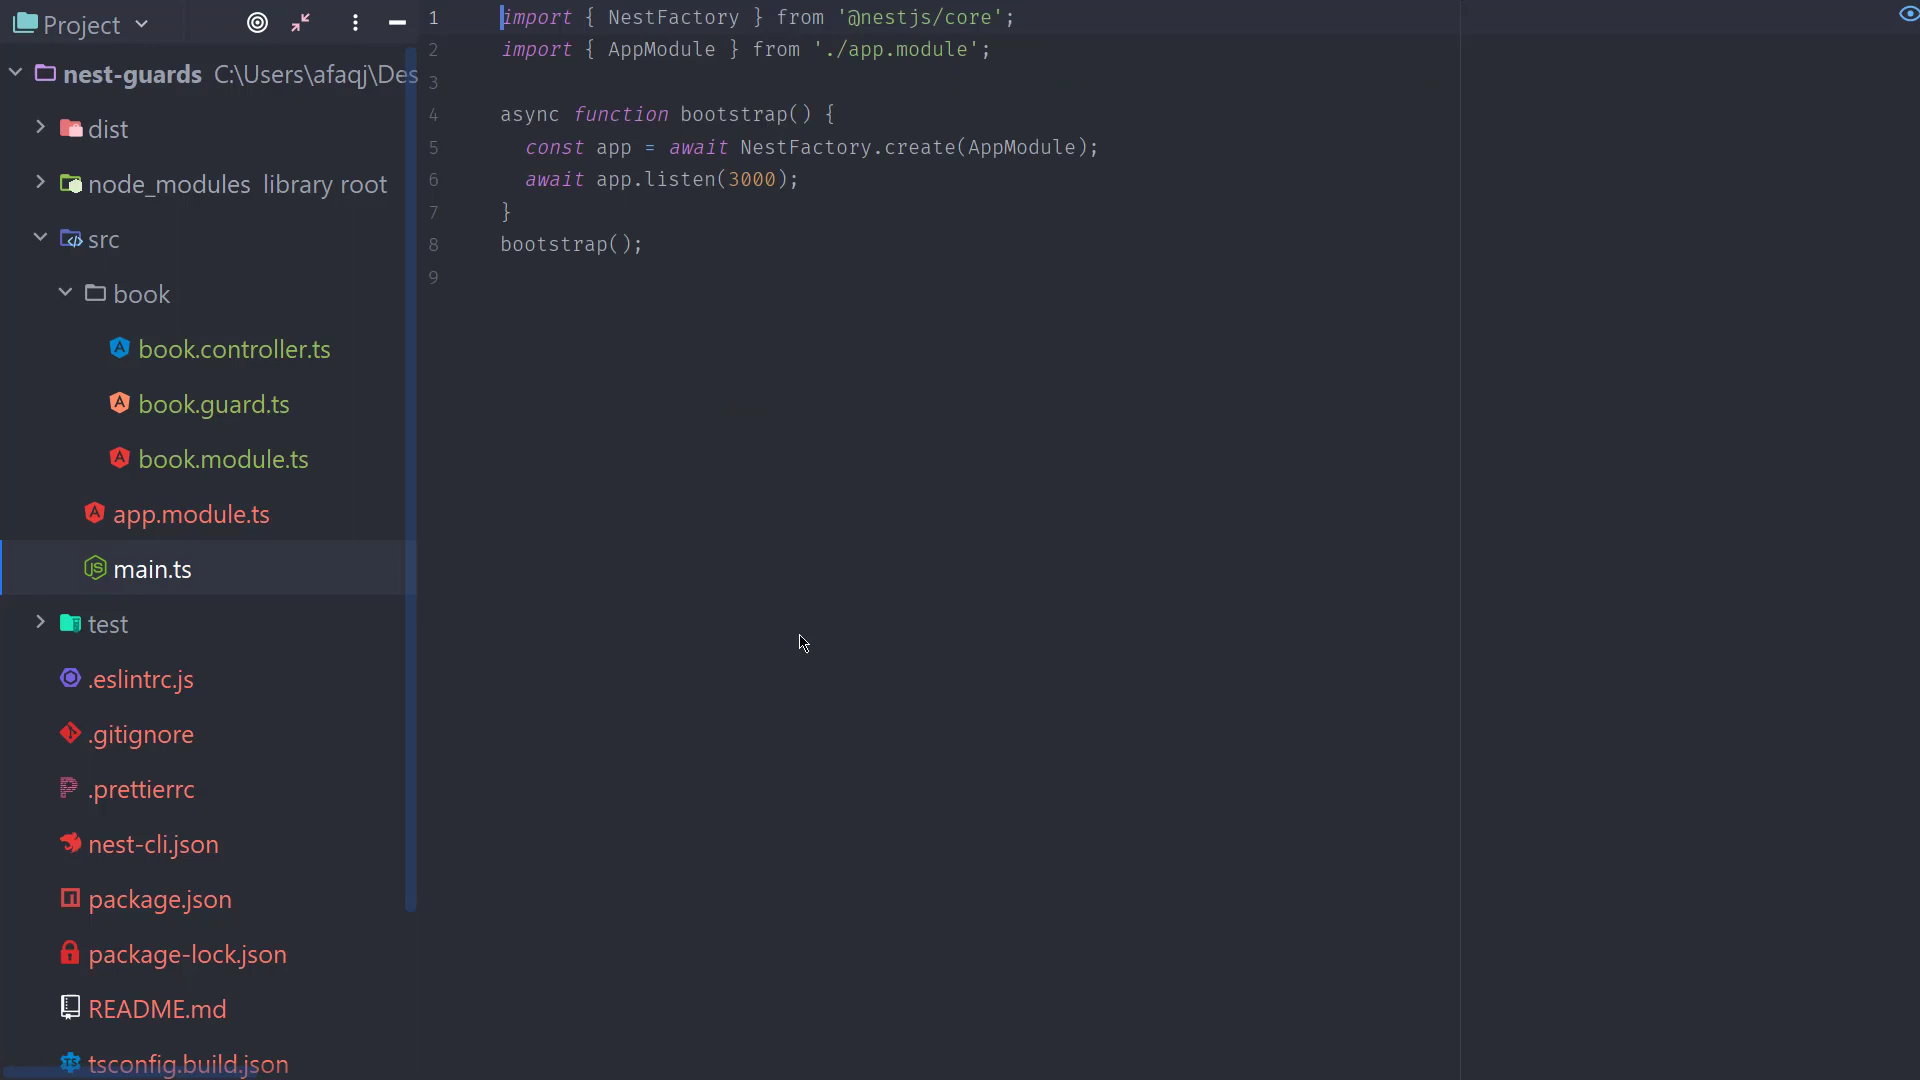 Project
nest-guards C:\Users\afaqj\Des
dist
node_modules library root
src
book
book.controller.ts
book.guard.ts
book.module.ts
app.module.ts
main.ts
test
.eslintrc.js
.gitignore
.prettierrc
nest-cli.json
package.json
package-lock.json
README.md
tsconfig.build.json
1 import { NestFactory } from '@nestjs/core';
2 import { AppModule } from './app.module';
3
4 async function bootstrap() {
5   const app = await NestFactory.create(AppModule);
6   await app.listen(3000);
7 }
8 bootstrap();
9